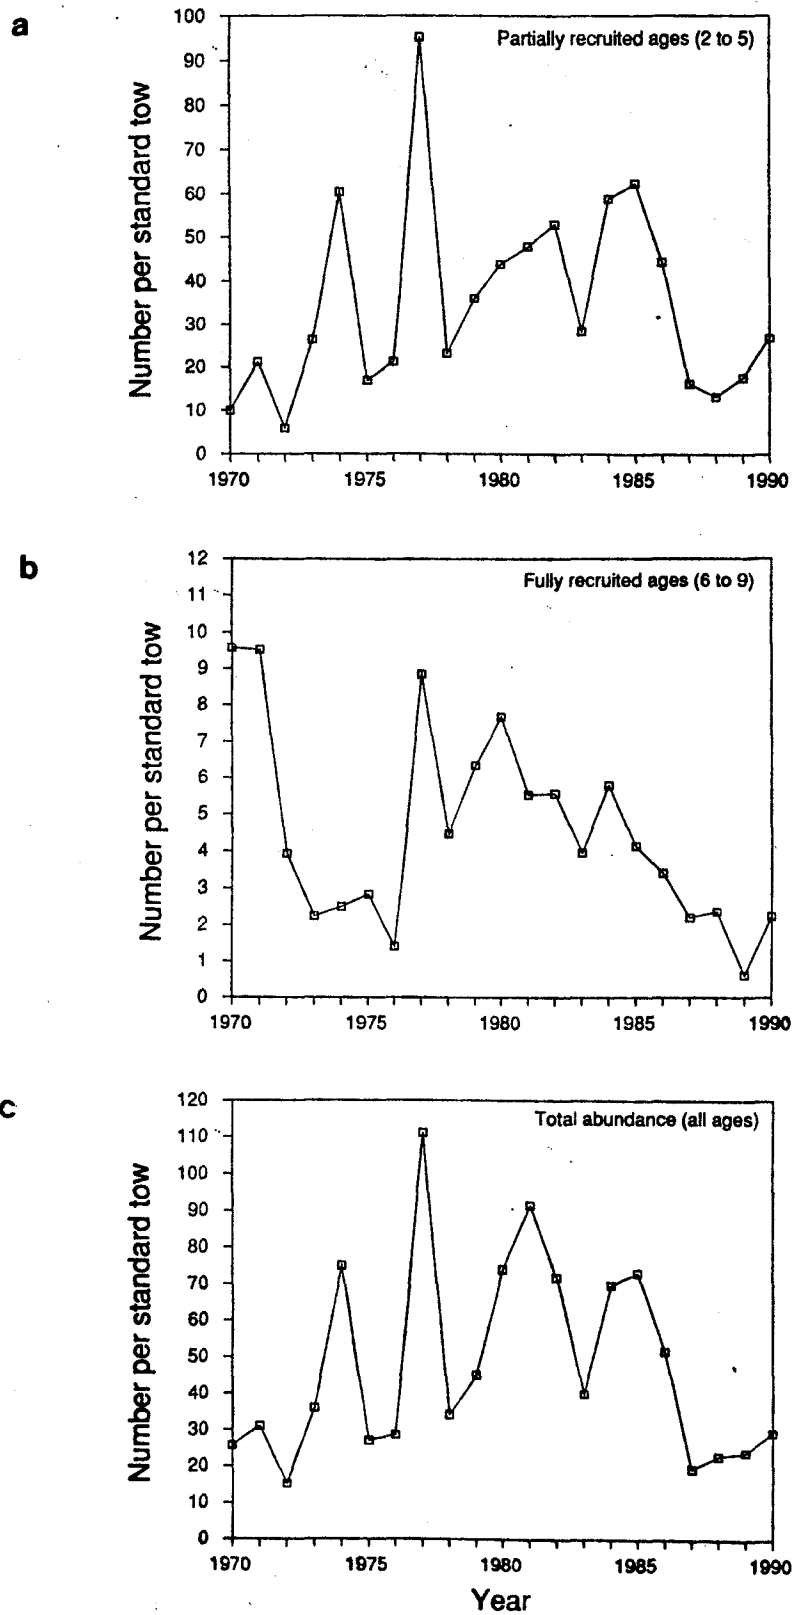 a
Partially recruited ages (2 to 5)
Number per standard tow
100
90
80
70
60
50
40
30
20
10
0
1970 1975 1980 1985 1990
b
Fully recruited ages (6 to 9)
Number per standard tow
12
11
10
9
8
7
6
5
4
3
2
1
0
1970 1975 1980 1985 1990
c
Total abundance (all ages)
Number per standard tow
120
110
100
90
80
70
60
50
40
30
20
10
0
1970 1975 1980 1985 1990
Year